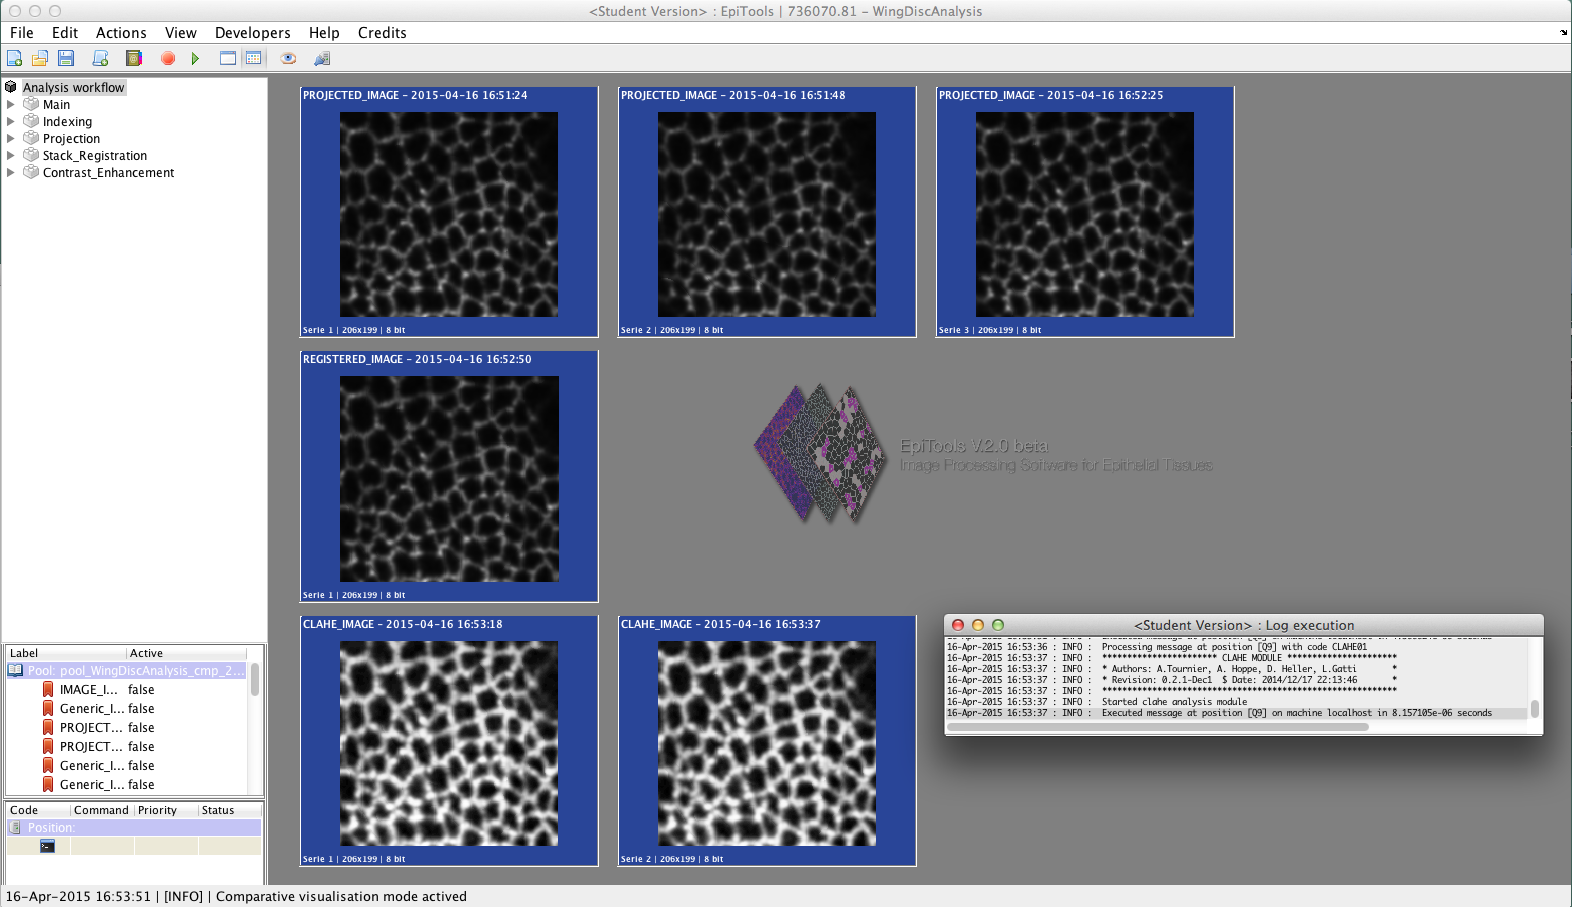 <Student Version> : EpiTools | 736070.81 - WingDiscAnalysis
File Edit Actions View Developers Help Credits
Analysis workflow
Main
Indexing
Projection
Stack_Registration
Contrast_Enhancement
Label Active
Pool: pool_WingDiscAnalysis_cmp_2...
IMAGE_I... false
Generic_I... false
PROJECT... false
PROJECT... false
Generic_I... false
Generic_I... false
Code Command Priority Status
Position:
PROJECTED_IMAGE - 2015-04-16 16:51:24
Serie 1 | 206x199 | 8 bit
PROJECTED_IMAGE - 2015-04-16 16:51:48
Serie 2 | 206x199 | 8 bit
PROJECTED_IMAGE - 2015-04-16 16:52:25
Serie 3 | 206x199 | 8 bit
REGISTERED_IMAGE - 2015-04-16 16:52:50
Serie 1 | 206x199 | 8 bit
EpiTools V.2.0 beta
Image Processing Software for Epithelial Tissues
CLAHE_IMAGE - 2015-04-16 16:53:18
Serie 1 | 206x199 | 8 bit
CLAHE_IMAGE - 2015-04-16 16:53:37
Serie 2 | 206x199 | 8 bit
<Student Version> : Log execution
16-Apr-2015 16:53:36 : INFO : Processing message at position [Q9] with code CLAHE01
16-Apr-2015 16:53:37 : INFO : ********************** CLAHE MODULE *********************
16-Apr-2015 16:53:37 : INFO : * Authors: A.Tournier, A. Hoppe, D. Heller, L.Gatti *
16-Apr-2015 16:53:37 : INFO : * Revision: 0.2.1-Dec1 $ Date: 2014/12/17 22:13:46 *
16-Apr-2015 16:53:37 : INFO : *********************************************************
16-Apr-2015 16:53:37 : INFO : Started clahe analysis module
16-Apr-2015 16:53:37 : INFO : Executed message at position [Q9] on machine localhost in 8.157105e-06 seconds
16-Apr-2015 16:53:51 | [INFO] | Comparative visualisation mode actived